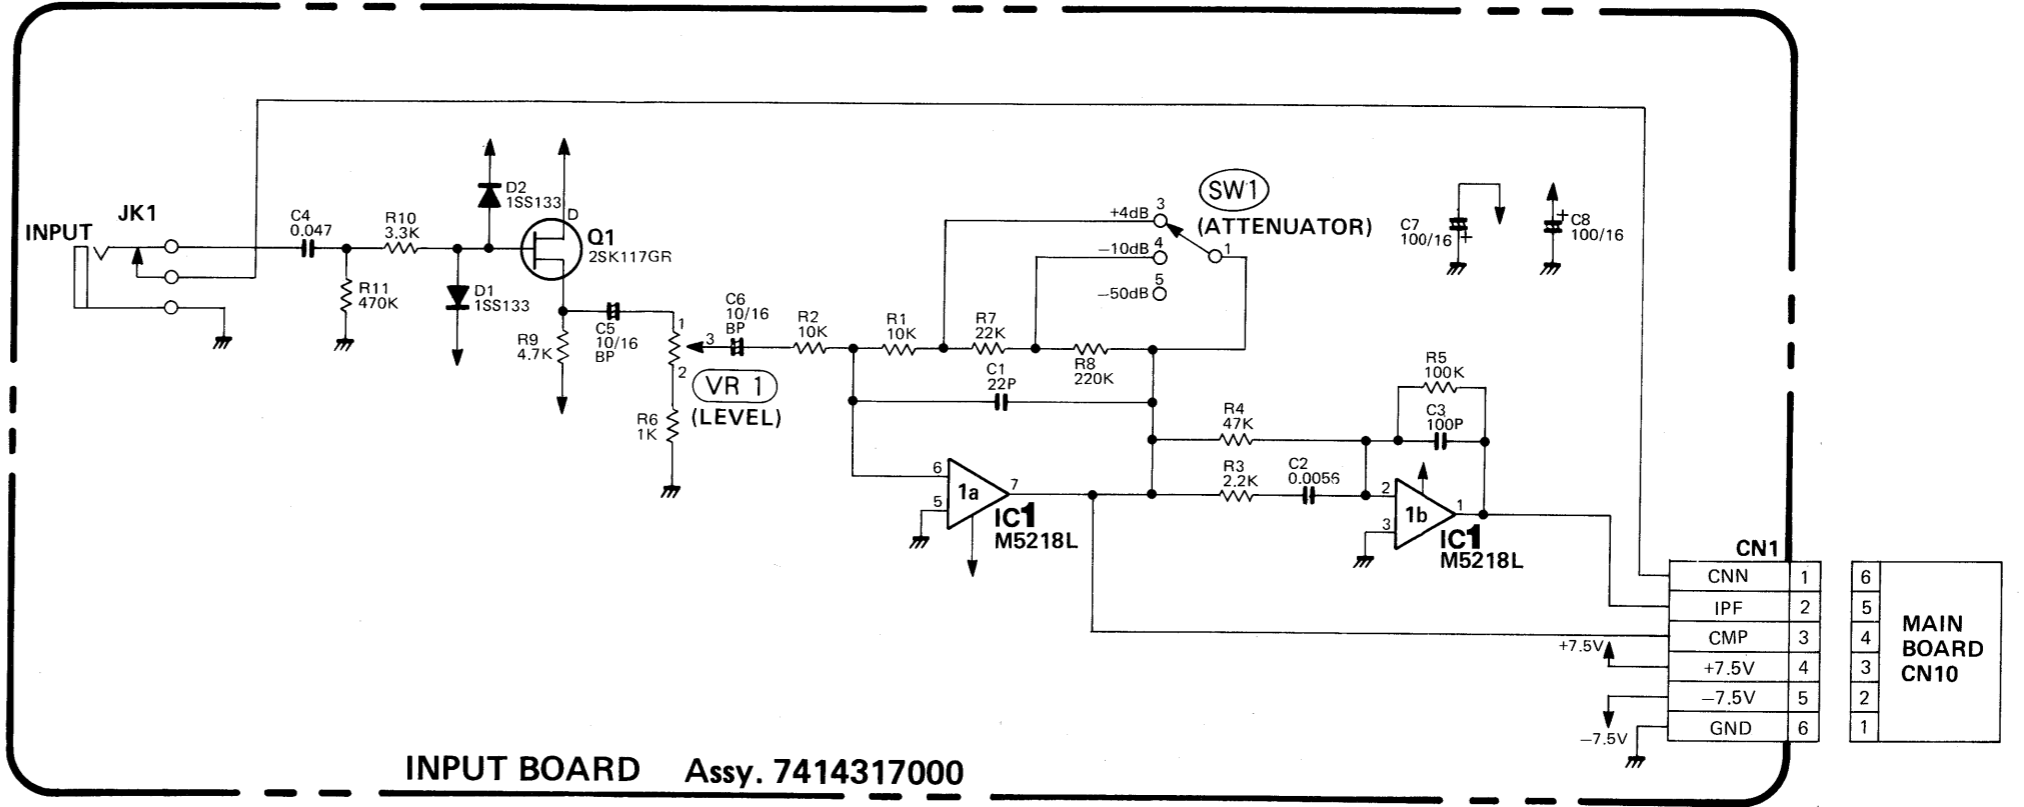 INPUT
JK1
C4
0.047
R11
470K
R10
3.3K
D2
1SS133
D1
1SS133
D
Q1
2SK117GR
R9
4.7K
C5
10/16
BP
1
3
2
VR 1
(LEVEL)
R6
1K
C6
10/16
BP
R2
10K
R1
10K
R7
22K
R8
220K
C1
22P
+4dB
3
−10dB
4
−50dB
5
1
SW1
(ATTENUATOR)
C7
100/16
+
+
C8
100/16
6
5
1a
7
IC1
M5218L
R4
47K
R3
2.2K
C2
0.0056
R5
100K
C3
100P
2
3
1b
1
IC1
M5218L
CN1
CNN 1
IPF 2
CMP 3
+7.5V 4
−7.5V 5
GND 6
+7.5V
−7.5V
6
5
4
3
2
1
MAIN
BOARD
CN10
INPUT BOARD Assy. 7414317000